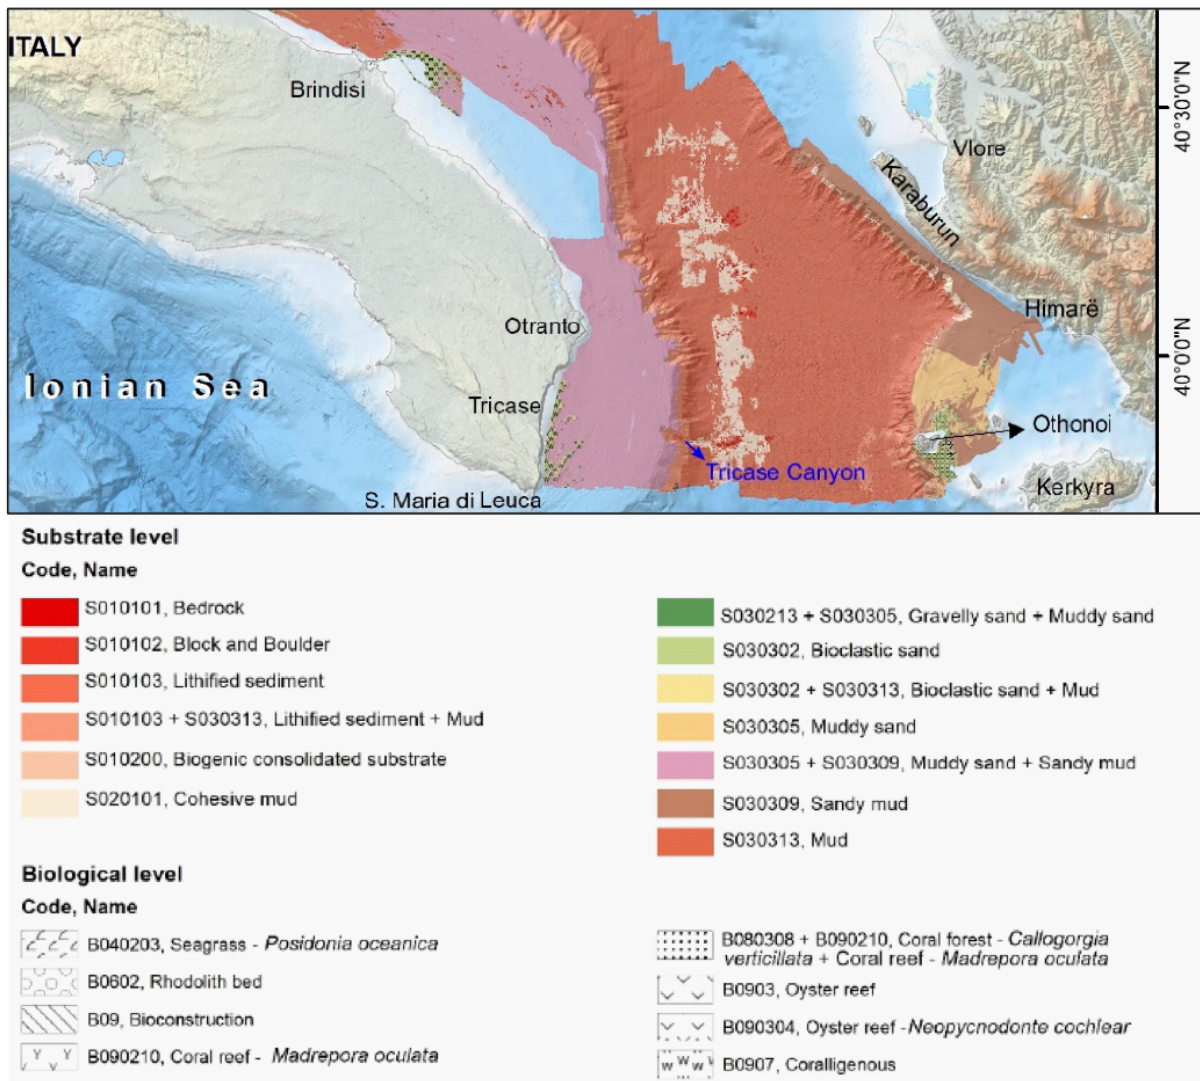 ITALY
Brindisi
Vlore
Karaburun
40°30'0"N
Himarë
Otranto
40°0'0"N
Ionian Sea
Tricase
Othonoi
Tricase Canyon
Kerkyra
S. Maria di Leuca
Substrate level
Code, Name
S010101, Bedrock
S010102, Block and Boulder
S010103, Lithified sediment
S010103 + S030313, Lithified sediment + Mud
S010200, Biogenic consolidated substrate
S020101, Cohesive mud
S030213 + S030305, Gravelly sand + Muddy sand
S030302, Bioclastic sand
S030302 + S030313, Bioclastic sand + Mud
S030305, Muddy sand
S030305 + S030309, Muddy sand + Sandy mud
S030309, Sandy mud
S030313, Mud
Biological level
Code, Name
B040203, Seagrass - Posidonia oceanica
B0602, Rhodolith bed
B09, Bioconstruction
B090210, Coral reef - Madrepora oculata
B080308 + B090210, Coral forest - Callogorgia
verticillata + Coral reef - Madrepora oculata
B0903, Oyster reef
B090304, Oyster reef -Neopycnodonte cochlear
B0907, Coralligenous